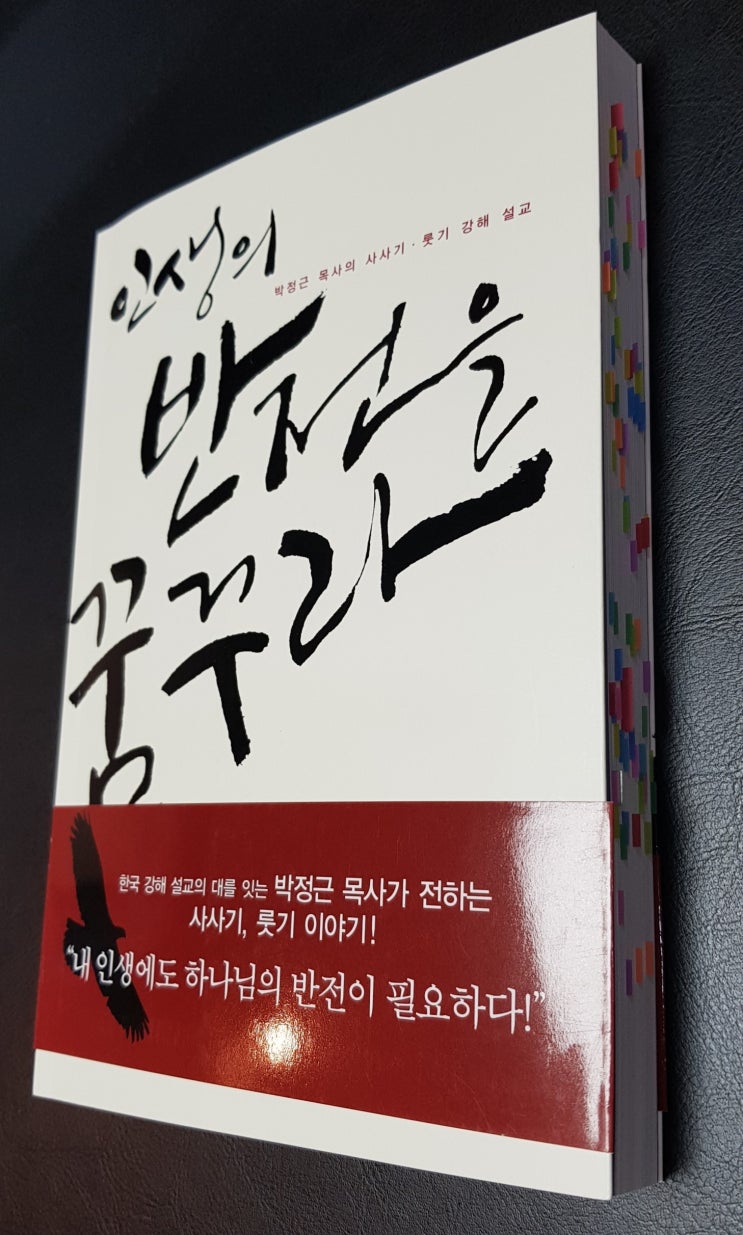 인생의
박정근 목사의 사사기 · 룻기 강해 설교
반전을
꿈꾸라
한국 강해 설교의 대를 잇는 박정근 목사가 전하는
사사기, 룻기 이야기!
“내 인생에도 하나님의 반전이 필요하다!”